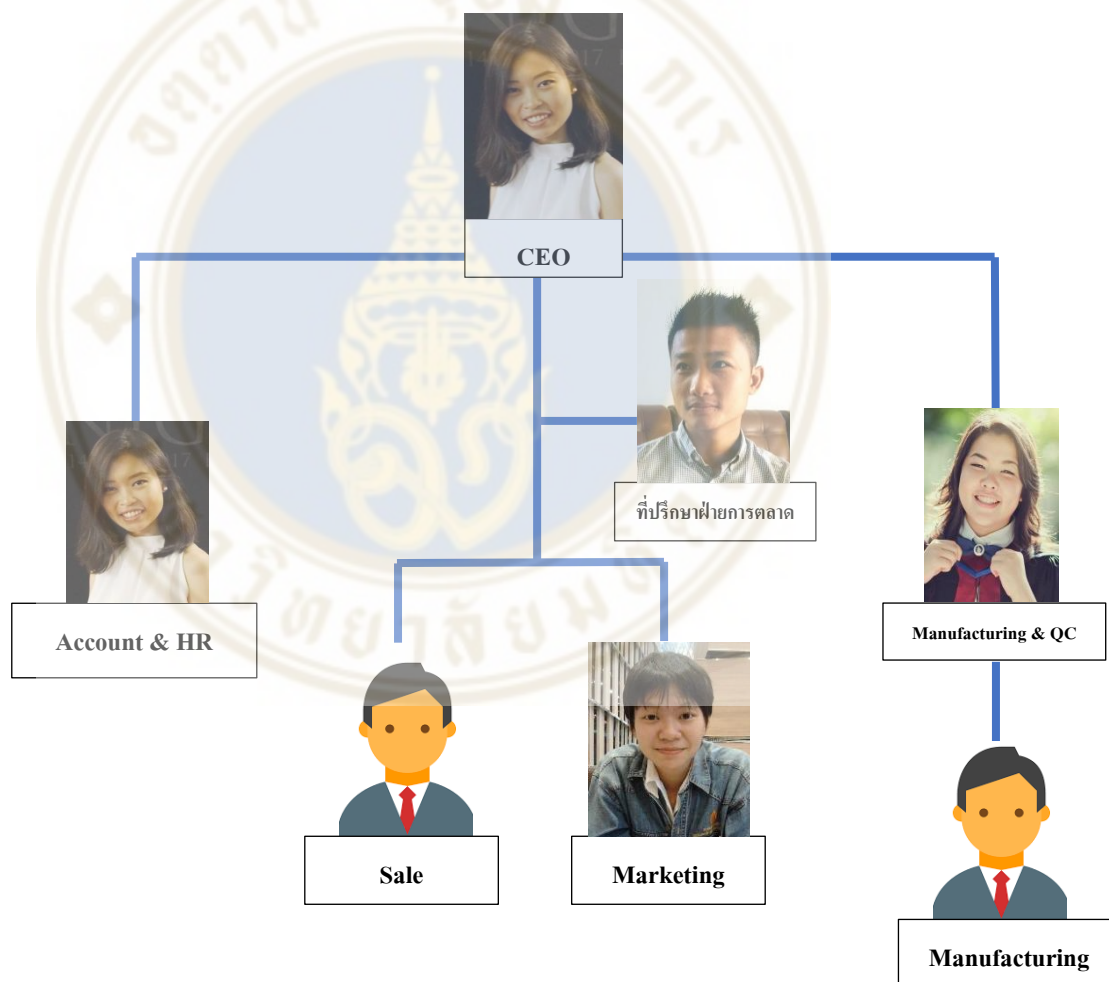 CEO
ที่ปรึกษาฝ่ายการตลาด
Account & HR
Manufacturing & QC
Sale
Marketing
Manufacturing